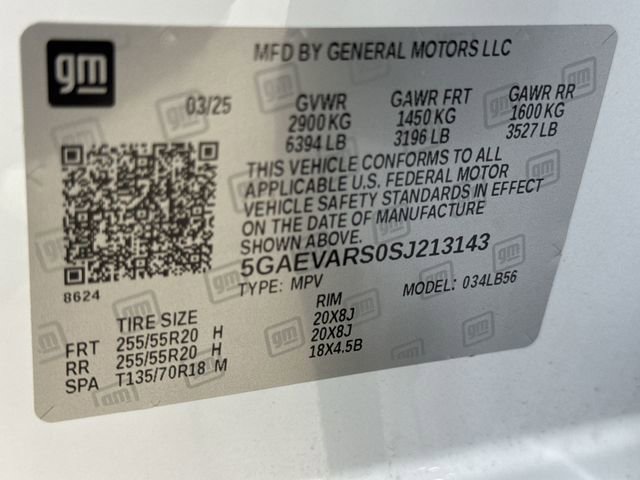 gm
MFD BY GENERAL MOTORS LLC
03/25 GVWR GAWR FRT GAWR RR
2900 KG 1450 KG 1600 KG
6394 LB 3196 LB 3527 LB
THIS VEHICLE CONFORMS TO ALL
APPLICABLE U.S. FEDERAL MOTOR
VEHICLE SAFETY STANDARDS IN EFFECT
ON THE DATE OF MANUFACTURE
SHOWN ABOVE.
5GAEVARS0SJ213143
8624
TYPE: MPV MODEL: 034LB56
TIRE SIZE RIM
FRT 255/55R20 H 20X8J
RR 255/55R20 H 20X8J
SPA T135/70R18 M 18X4.5B